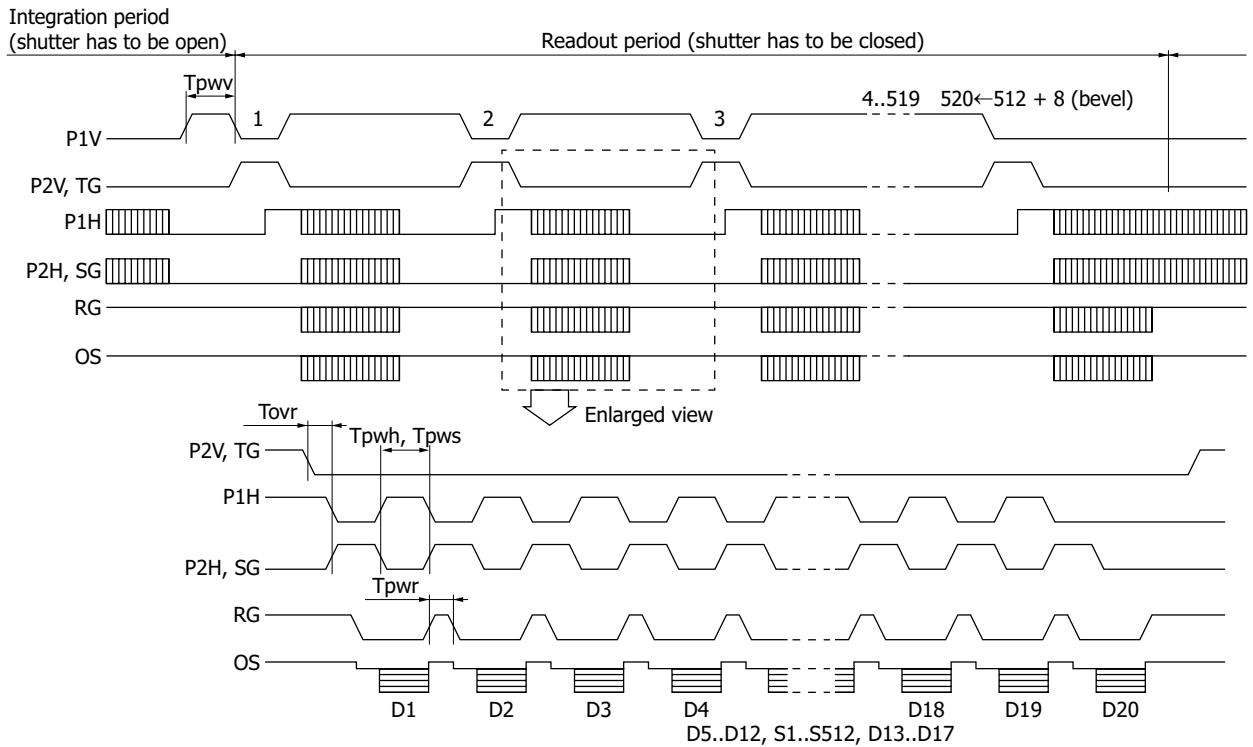 Integration period
(shutter has to be open)
Readout period (shutter has to be closed)
Tpwv
4..519 520←512 + 8 (bevel)
1 2 3
P1V
P2V, TG
P1H
P2H, SG
RG
OS
Enlarged view
Tovr
Tpwh, Tpws
P2V, TG
P1H
P2H, SG
Tpwr
RG
OS
D1 D2 D3 D4 D18 D19 D20
D5..D12, S1..S512, D13..D17